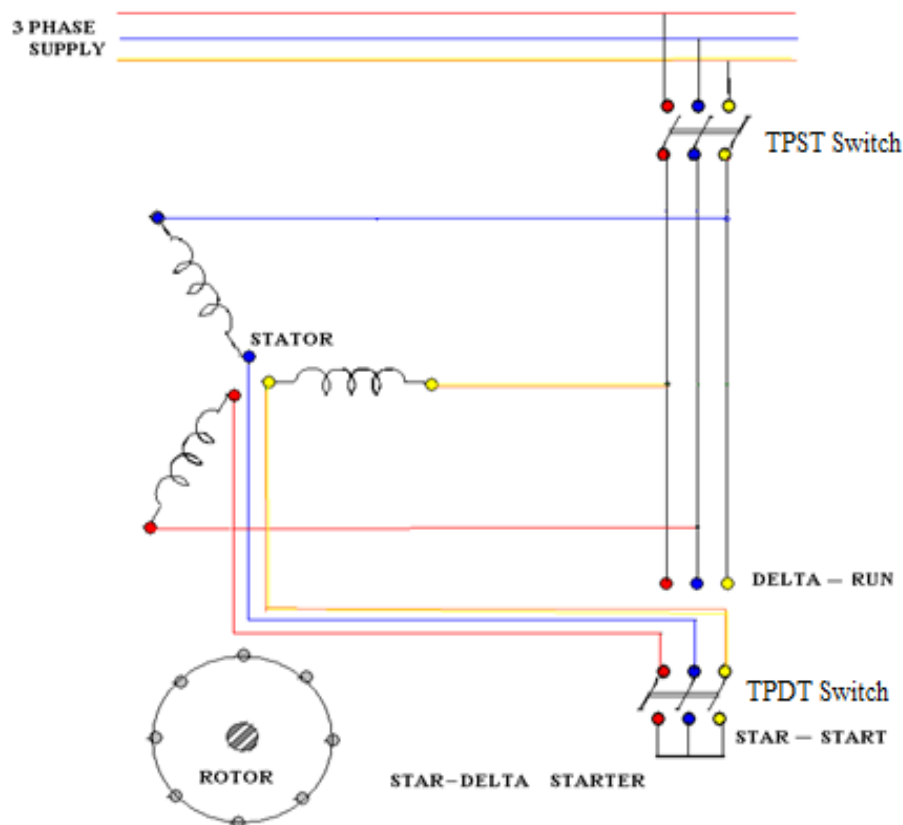 3 PHASE
SUPPLY
TPST Switch
STATOR
DELTA — RUN
TPDT Switch
STAR — START
ROTOR
STAR-DELTA STARTER